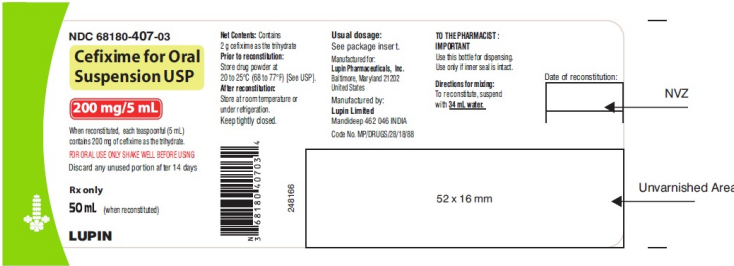 NDC 68180-407-03
Cefixime for Oral
Suspension USP
200 mg/5 mL
When reconstituted, each teaspoonful (5 mL)
contains 200 mg of cefixime as the trihydrate.
FOR ORAL USE ONLY SHAKE WELL BEFORE USING
Discard any unused portion after 14 days
Rx only
50 mL (when reconstituted)
LUPIN
Net Contents: Contains
2 g cefixime as the trihydrate
Prior to reconstitution:
Store drug powder at
20 to 25°C (68 to 77°F) [See USP].
After reconstitution:
Store at room temperature or
under refrigeration.
Keep tightly closed.
N
3 68180 40703 4
248166
Usual dosage:
See package insert.
Manufactured for:
Lupin Pharmaceuticals, Inc.
Baltimore, Maryland 21202
United States
Manufactured by:
Lupin Limited
Mandideep 462 046 INDIA
Code No. MP/DRUGS/28/18/88
TO THE PHARMACIST :
IMPORTANT
Use this bottle for dispensing.
Use only if inner seal is intact.
Directions for mixing:
To reconstitute, suspend
with 34 mL water.
Date of reconstitution:
NVZ
52 x 16 mm
Unvarnished Area